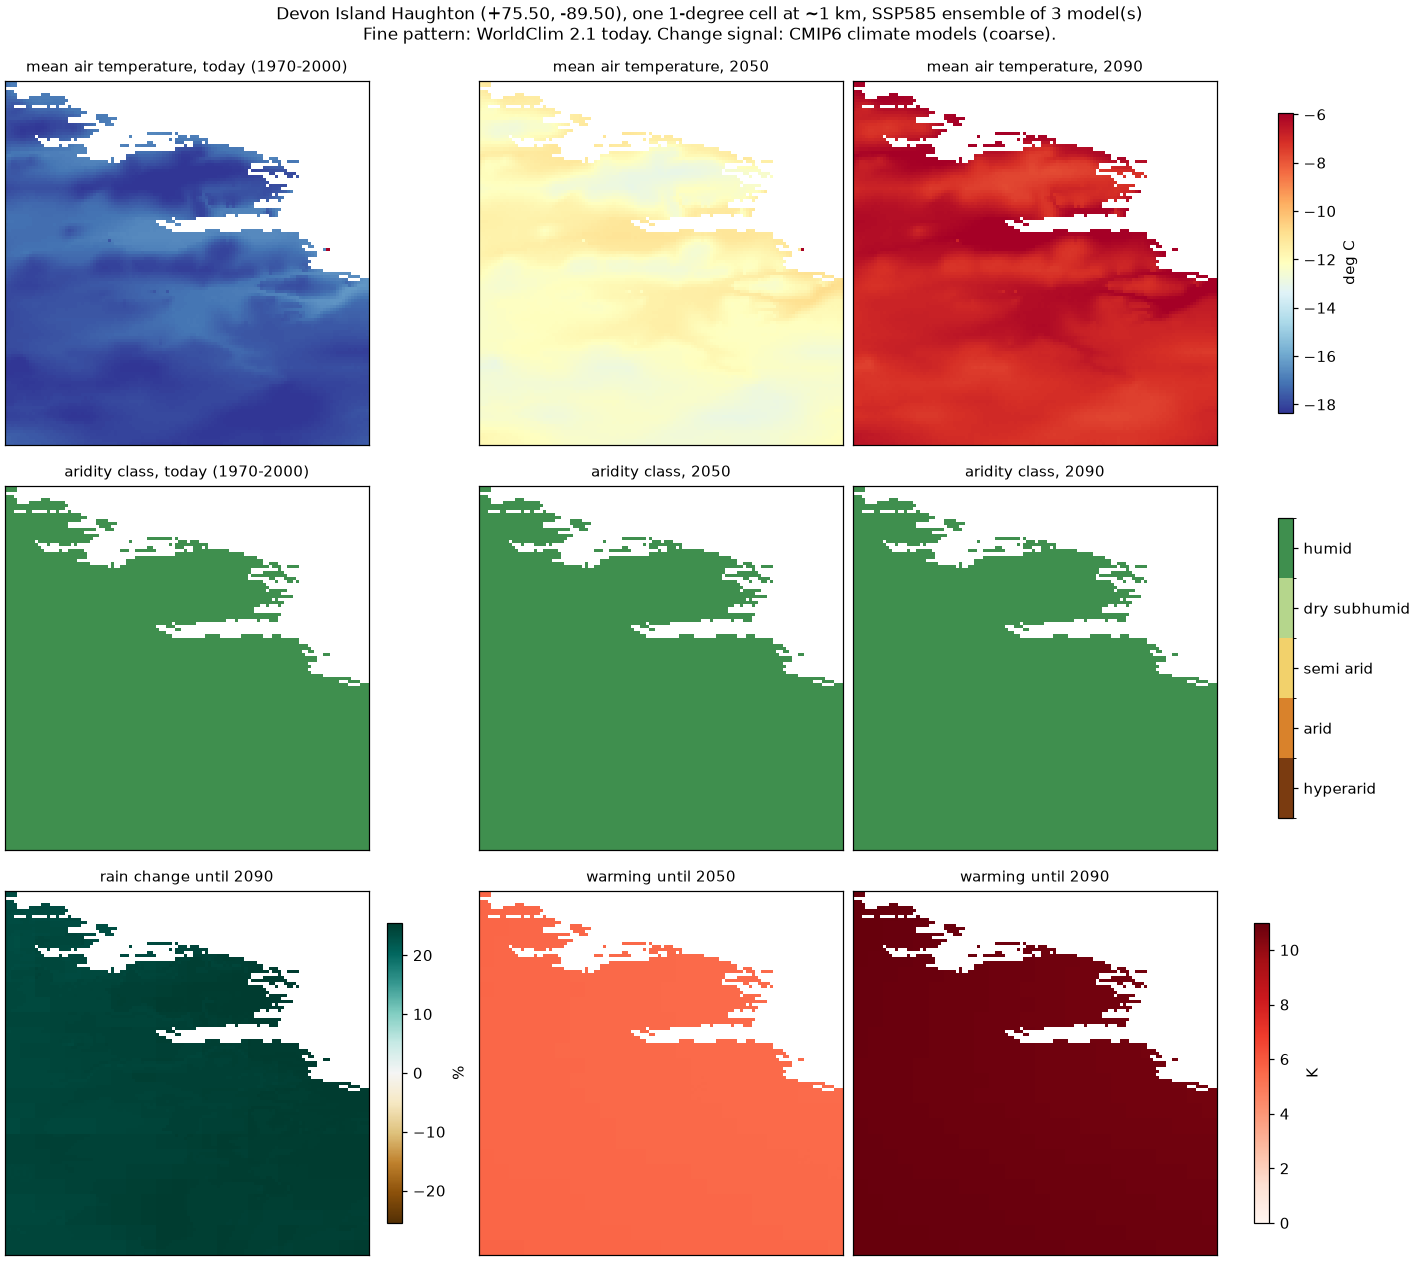 Devon Island Haughton (+75.50, -89.50), one 1-degree cell at ~1 km, SSP585 ensemble of 3 model(s)
Fine pattern: WorldClim 2.1 today. Change signal: CMIP6 climate models (coarse).
mean air temperature, today (1970-2000)
mean air temperature, 2050
mean air temperature, 2090
−6
−8
−10
−12
−14
−16
−18
deg C
aridity class, today (1970-2000)
aridity class, 2050
aridity class, 2090
humid
dry subhumid
semi arid
arid
hyperarid
rain change until 2090
warming until 2050
warming until 2090
20
10
0
−10
−20
%
10
8
6
4
2
0
K